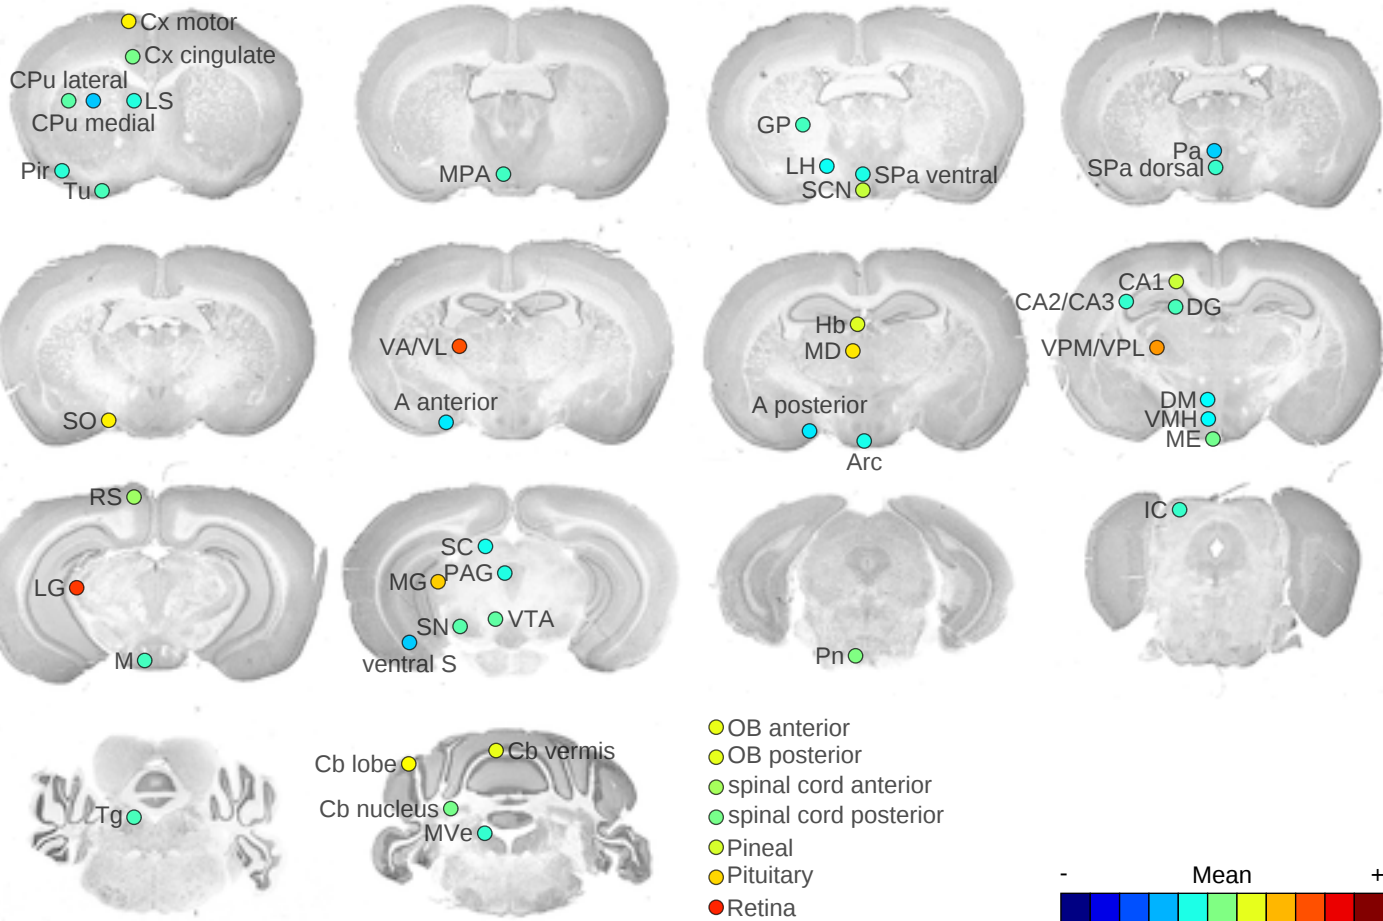 Cx motor
Cx cingulate
CPu lateral
LS
CPu medial
Pir
Tu
MPA
GP
LH
SPa ventral
SCN
Pa
SPa dorsal
SO
VA/VL
A anterior
Hb
MD
A posterior
Arc
CA1
CA2/CA3
DG
VPM/VPL
DM
VMH
ME
RS
LG
M
SC
PAG
MG
VTA
SN
ventral S
Pn
IC
Tg
Cb vermis
Cb lobe
Cb nucleus
MVe
OB anterior
OB posterior
spinal cord anterior
spinal cord posterior
Pineal
Pituitary
Retina
- Mean +